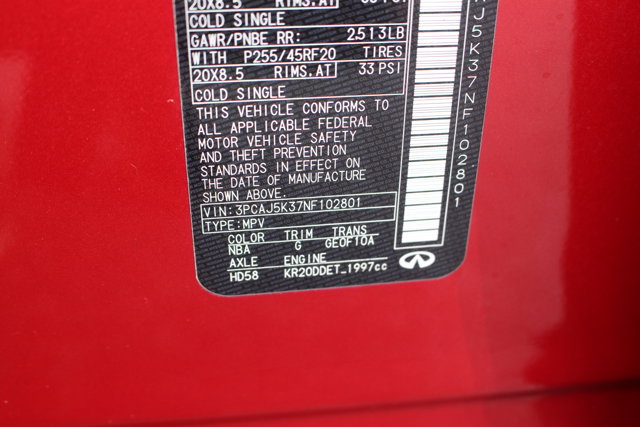 20X8.5 RIMS.AT
COLD SINGLE
GAWR/PNBE RR: 2513LB
WITH P255/45RF20 TIRES
20X8.5 RIMS.AT 33 PSI
COLD SINGLE
THIS VEHICLE CONFORMS TO
ALL APPLICABLE FEDERAL
MOTOR VEHICLE SAFETY
AND THEFT PREVENTION
STANDARDS IN EFFECT ON
THE DATE OF MANUFACTURE
SHOWN ABOVE.
VIN: 3PCAJ5K37NF102801
TYPE: MPV
COLOR TRIM TRANS
NBA G GEOF10A
AXLE ENGINE
HD58 KR20DDET_1997cc
J5K37NF102801